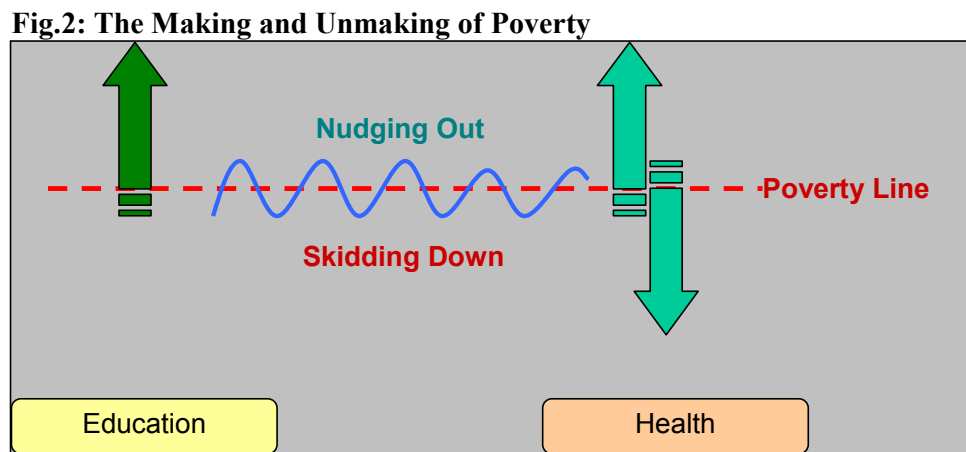 Fig.2: The Making and Unmaking of Poverty
Nudging Out
Poverty Line
Skidding Down
Education
Health